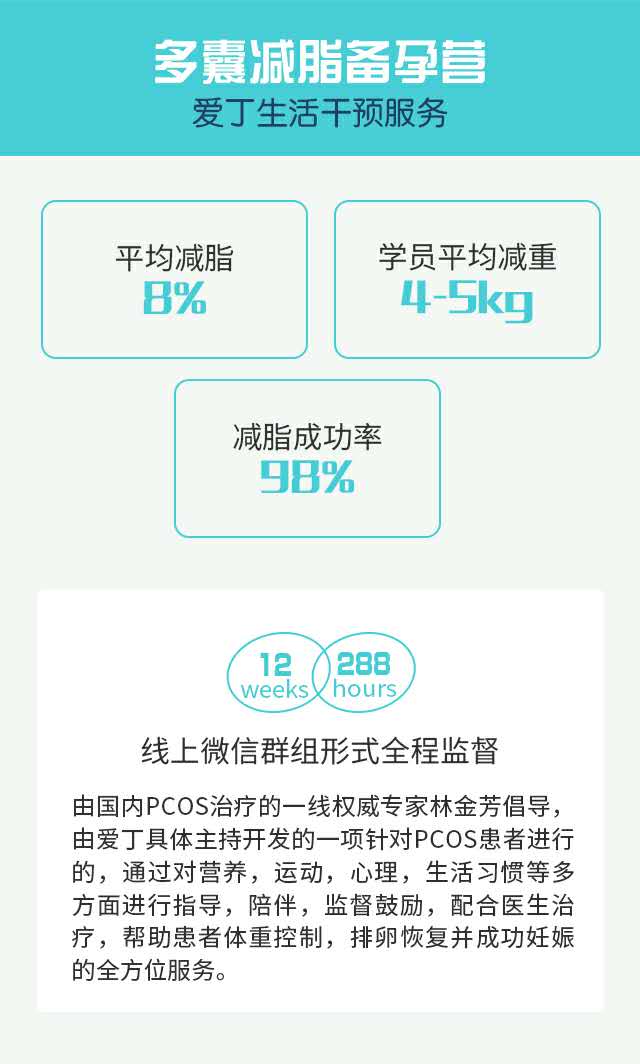 多囊减脂备孕营
爱丁生活干预服务
平均减脂
8%
学员平均减重
4-5kg
减脂成功率
98%
12
weeks
288
hours
线上微信群组形式全程监督
由国内PCOS治疗的一线权威专家林金芳倡导，
由爱丁具体主持开发的一项针对PCOS患者进行
的，通过对营养，运动，心理，生活习惯等多
方面进行指导，陪伴，监督鼓励，配合医生治
疗，帮助患者体重控制，排卵恢复并成功妊娠
的全方位服务。